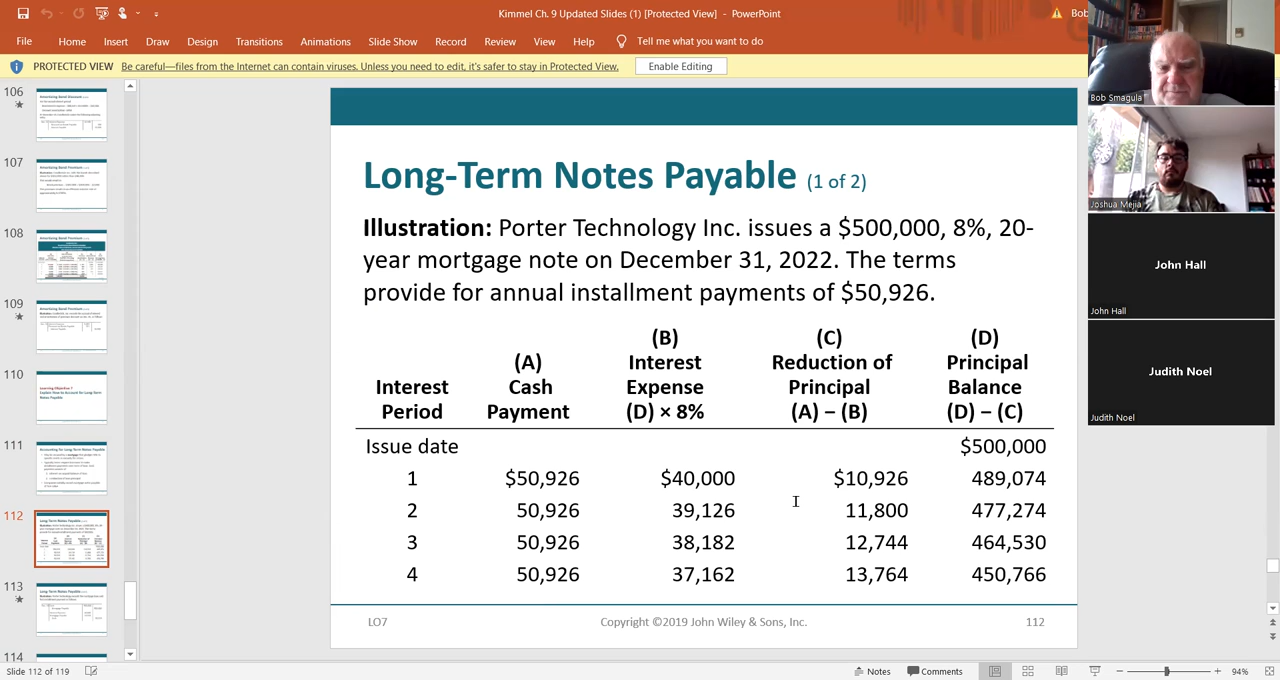 Kimmel Ch. 9 Updated Slides (1) [Protected View] - PowerPoint
Bob
File Home Insert Draw Design Transitions Animations Slide Show Record Review View Help Tell me what you want to do
PROTECTED VIEW Be careful—files from the Internet can contain viruses. Unless you need to edit, it's safer to stay in Protected View. Enable Editing
106
107
108
109
110
111
112
113
114
Long-Term Notes Payable (1 of 2)
Illustration: Porter Technology Inc. issues a $500,000, 8%, 20-
year mortgage note on December 31, 2022. The terms
provide for annual installment payments of $50,926.
Interest Period (A) Cash Payment (B) Interest Expense (D) × 8% (C) Reduction of Principal (A) – (B) (D) Principal Balance (D) – (C)
Issue date $500,000
1 $50,926 $40,000 $10,926 489,074
2 50,926 39,126 11,800 477,274
3 50,926 38,182 12,744 464,530
4 50,926 37,162 13,764 450,766
LO7 Copyright ©2019 John Wiley & Sons, Inc. 112
Bob Smagula
Joshua Mejia
John Hall
John Hall
Judith Noel
Judith Noel
Slide 112 of 119 Notes Comments 94%